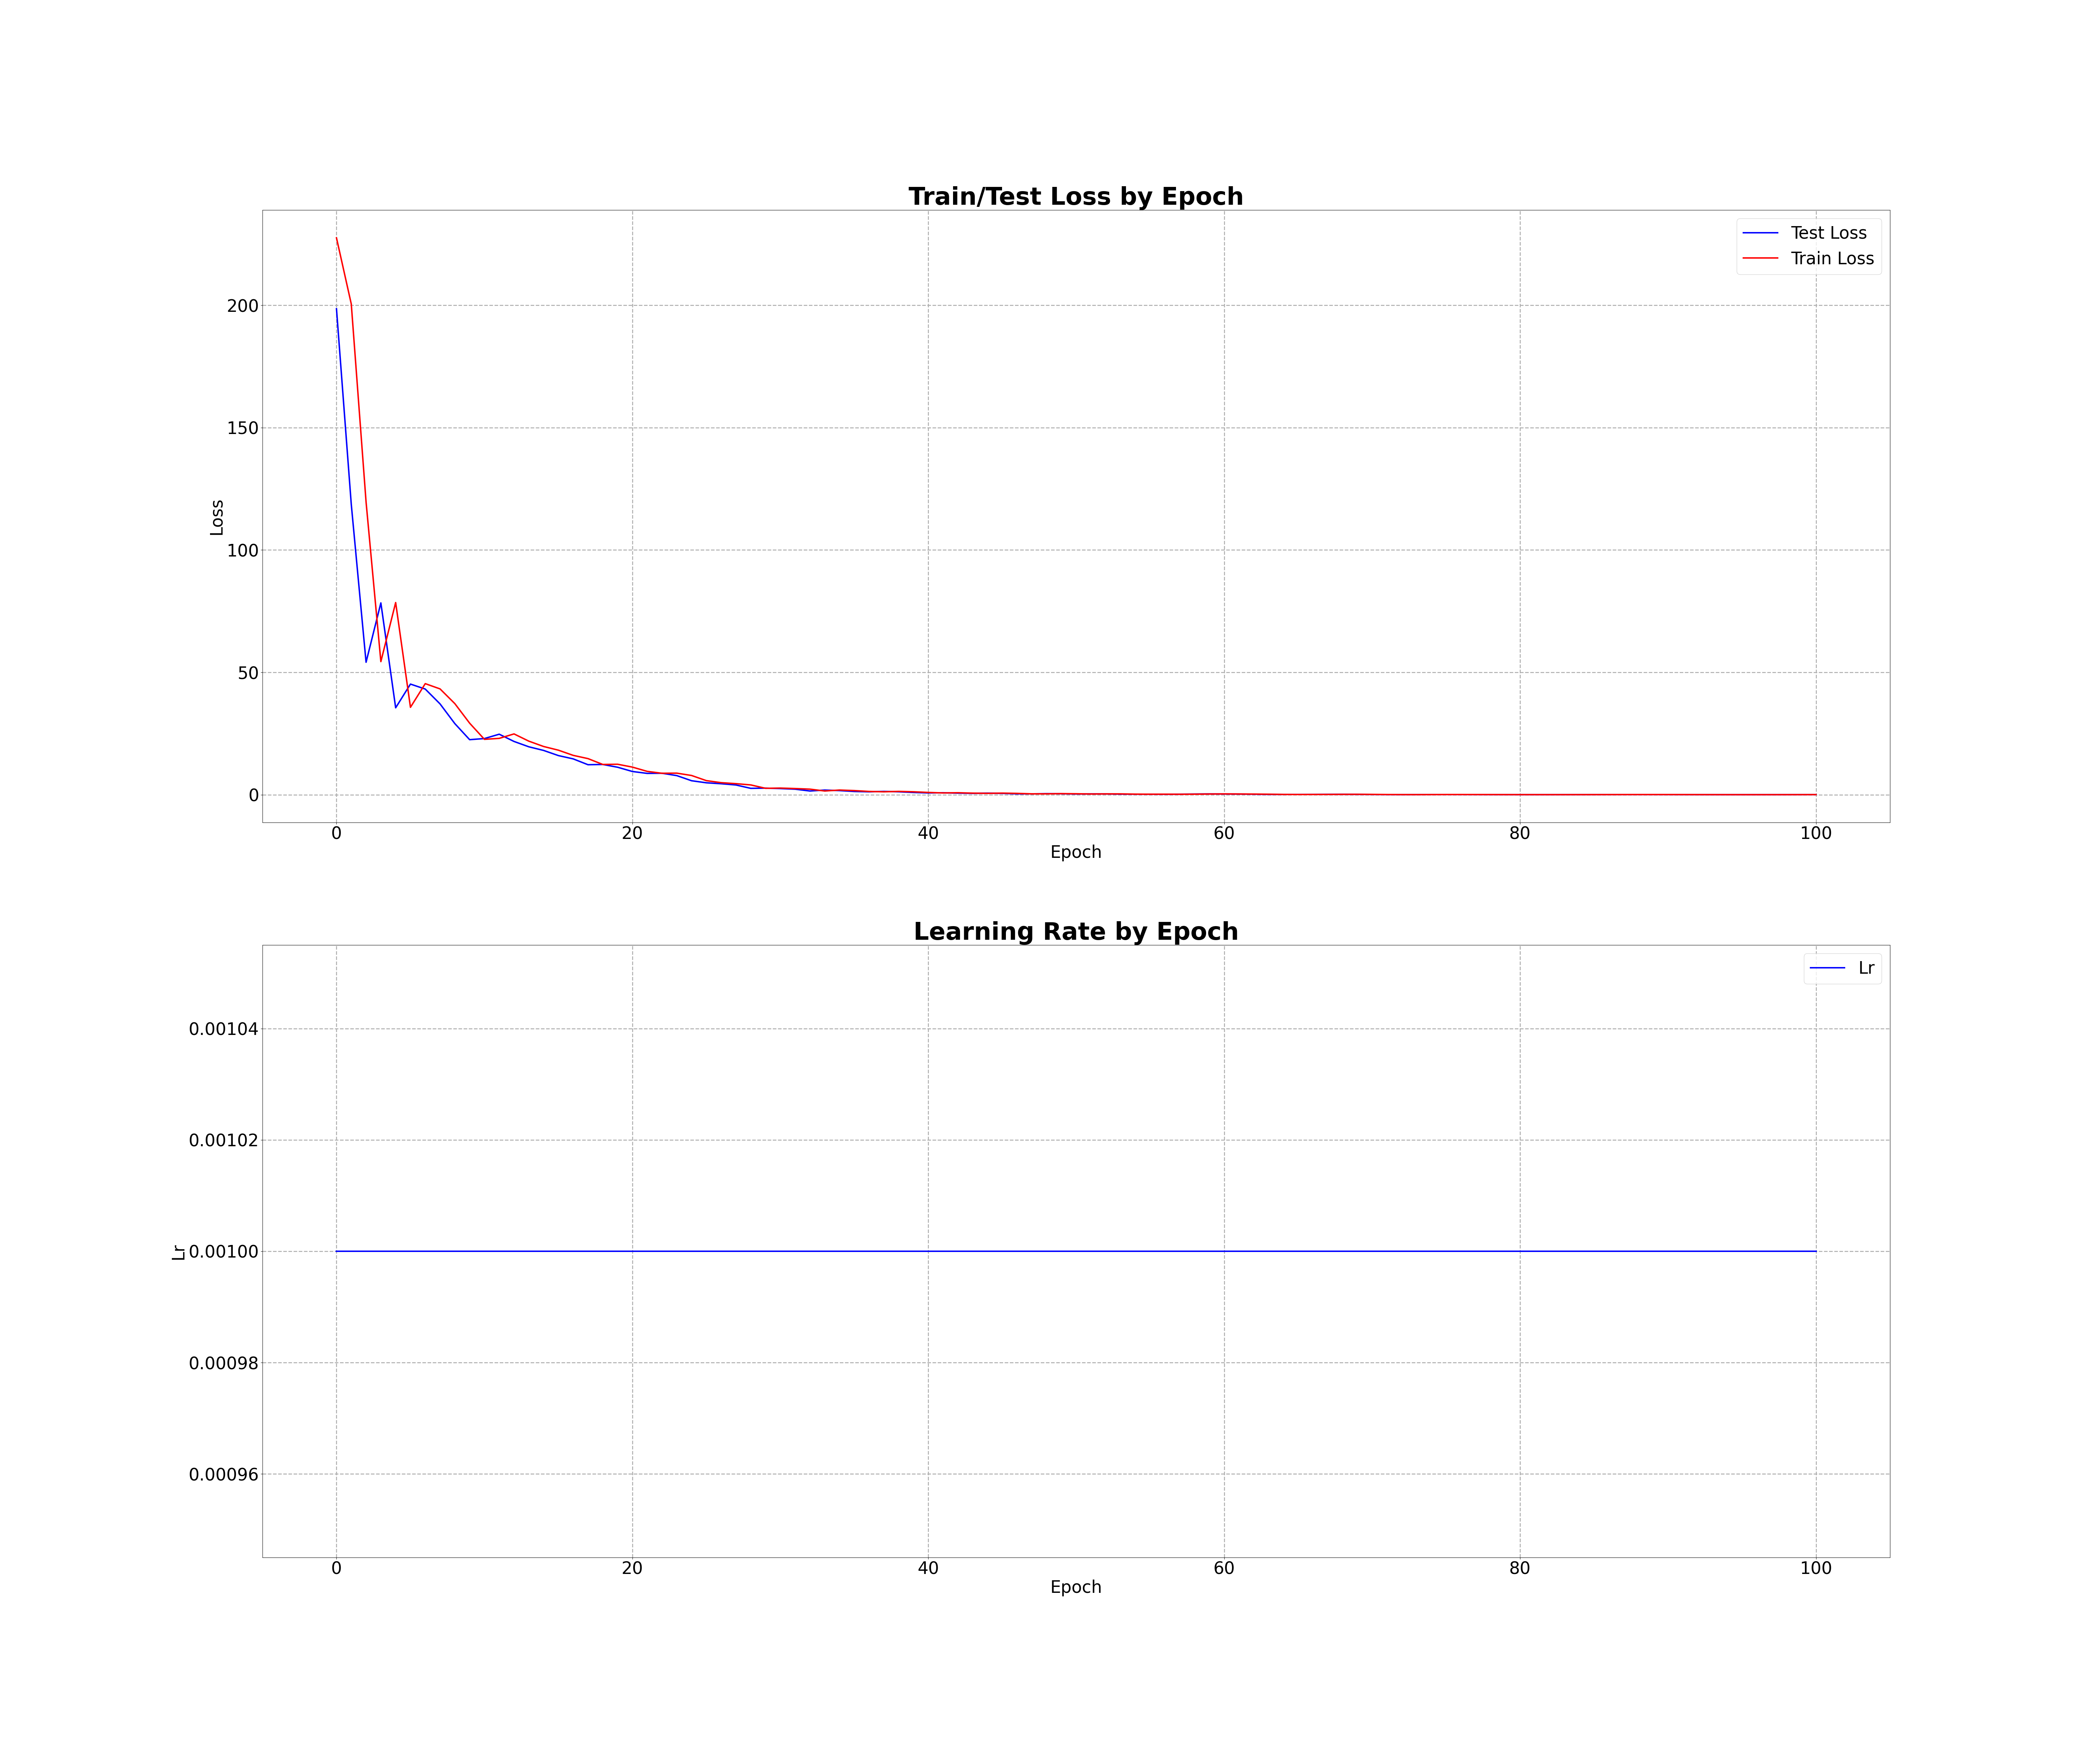 Train/Test Loss by Epoch
Test Loss
Train Loss
200
150
100
50
0
Loss
0 20 40 60 80 100
Epoch
Learning Rate by Epoch
Lr
0.00104
0.00102
0.00100
0.00098
0.00096
Lr
0 20 40 60 80 100
Epoch